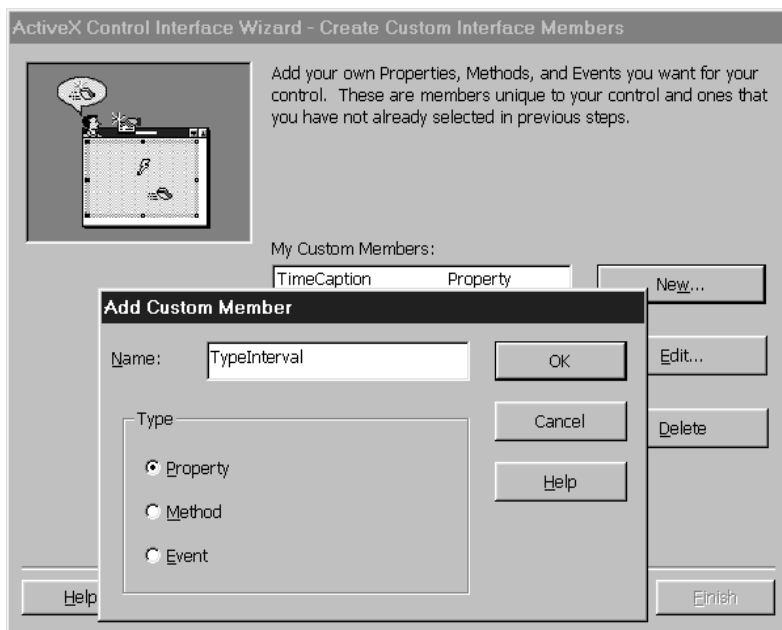 ActiveX Control Interface Wizard - Create Custom Interface Members
Add your own Properties, Methods, and Events you want for your
control. These are members unique to your control and ones that
you have not already selected in previous steps.
My Custom Members:
TimeCaption Property
New...
Edit...
Delete
Add Custom Member
Name: TypeInterval
OK
Cancel
Help
Type
Property
Method
Event
Help
Finish